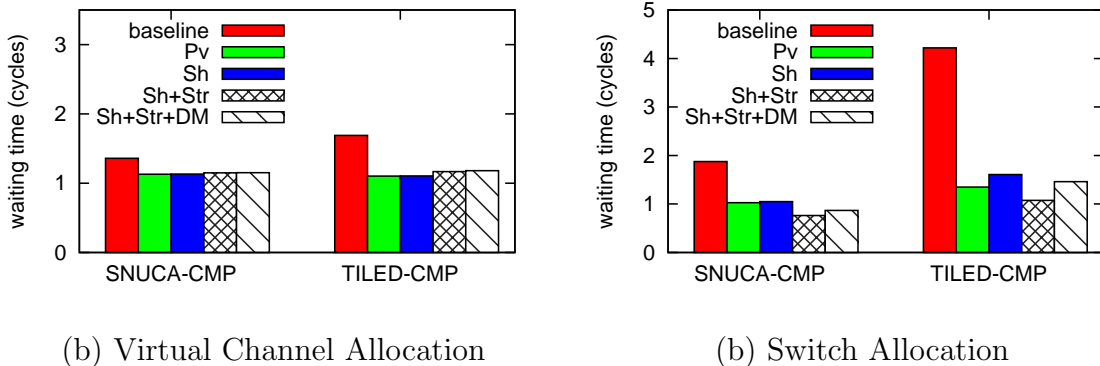 waiting time (cycles)
3
2
1
0
baseline
Pv
Sh
Sh+Str
Sh+Str+DM
SNUCA-CMP
TILED-CMP
(b) Virtual Channel Allocation
waiting time (cycles)
5
4
3
2
1
0
baseline
Pv
Sh
Sh+Str
Sh+Str+DM
SNUCA-CMP
TILED-CMP
(b) Switch Allocation